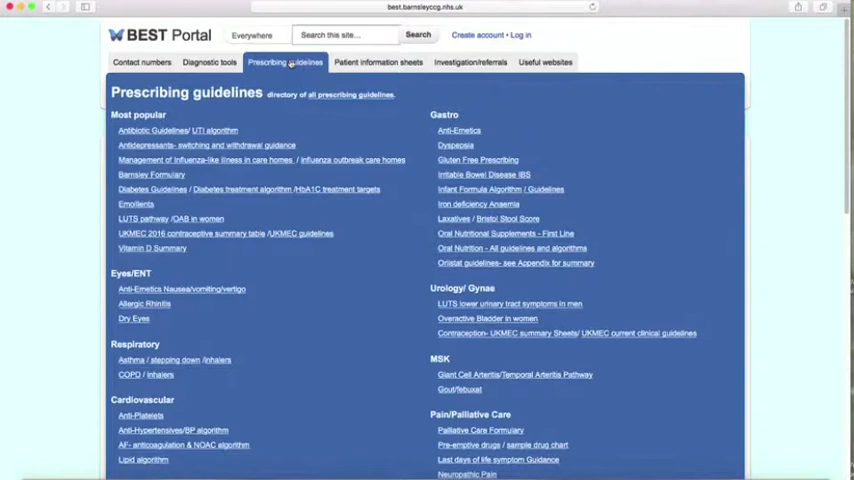 best.barnsleyccg.nhs.uk
BEST Portal
Everywhere
Search this site...
Search
Create account • Log in
Contact numbers
Diagnostic tools
Prescribing guidelines
Patient information sheets
Investigation/referrals
Useful websites
Prescribing guidelines directory of all prescribing guidelines.
Most popular
Antibiotic Guidelines/ UTI algorithm
Antidepressants- switching and withdrawal guidance
Management of Influenza-like illness in care homes / influenza outbreak care homes
Barnsley Formulary
Diabetes Guidelines / Diabetes treatment algorithm /HbA1C treatment targets
Emollients
LUTS pathway /OAB in women
UKMEC 2016 contraceptive summary table /UKMEC guidelines
Vitamin D Summary
Eyes/ENT
Anti-Emetics Nausea/vomiting/vertigo
Allergic Rhinitis
Dry Eyes
Respiratory
Asthma / stepping down /inhalers
COPD / inhalers
Cardiovascular
Anti-Platelets
Anti-Hypertensives/BP algorithm
AF- anticoagulation & NOAC algorithm
Lipid algorithm
Gastro
Anti-Emetics
Dyspepsia
Gluten Free Prescribing
Irritable Bowel Disease IBS
Infant Formula Algorithm / Guidelines
Iron deficiency Anaemia
Laxatives / Bristol Stool Score
Oral Nutritional Supplements - First Line
Oral Nutrition - All guidelines and algorithms
Orlistat guidelines- see Appendix for summary
Urology/ Gynae
LUTS lower urinary tract symptoms in men
Overactive Bladder in women
Contraception- UKMEC summary Sheets/ UKMEC current clinical guidelines
MSK
Giant Cell Arteritis/Temporal Arteritis Pathway
Gout/febuxat
Pain/Palliative Care
Palliative Care Formulary
Pre-emptive drugs / sample drug chart
Last days of life symptom Guidance
Neuropathic Pain